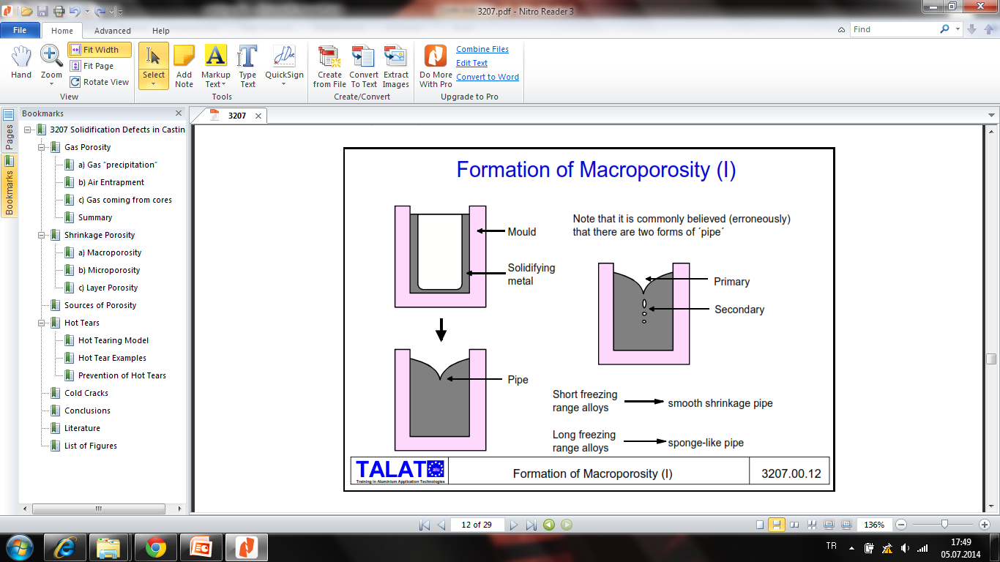 3207.pdf - Nitro Reader 3
File
Home
Advanced
Help
Find
Hand
Zoom
Fit Width
Fit Page
Rotate View
View
Select
Add
Note
Markup
Text
Type
Text
QuickSign
Tools
Create
from File
Convert
To Text
Extract
Images
Create/Convert
Do More
With Pro
Combine Files
Edit Text
Convert to Word
Upgrade to Pro
Pages
Bookmarks
Bookmarks
3207 Solidification Defects in Castin
Gas Porosity
a) Gas "precipitation"
b) Air Entrapment
c) Gas coming from cores
Summary
Shrinkage Porosity
a) Macroporosity
b) Microporosity
c) Layer Porosity
Sources of Porosity
Hot Tears
Hot Tearing Model
Hot Tear Examples
Prevention of Hot Tears
Cold Cracks
Conclusions
Literature
List of Figures
3207
Formation of Macroporosity (I)
Mould
Solidifying
metal
Pipe
Note that it is commonly believed (erroneously)
that there are two forms of ´pipe´
Primary
Secondary
Short freezing
range alloys
smooth shrinkage pipe
Long freezing
range alloys
sponge-like pipe
TALAT
alu
Training in Aluminium Application Technologies
Formation of Macroporosity (I)
3207.00.12
12 of 29
136%
TR
17:49
05.07.2014